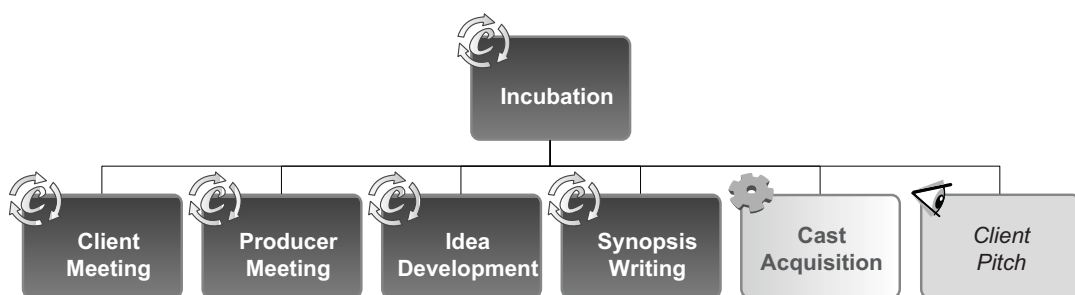 Incubation
Client
Meeting
Producer
Meeting
Idea
Development
Synopsis
Writing
Cast
Acquisition
Client
Pitch
e
e
e
e
e